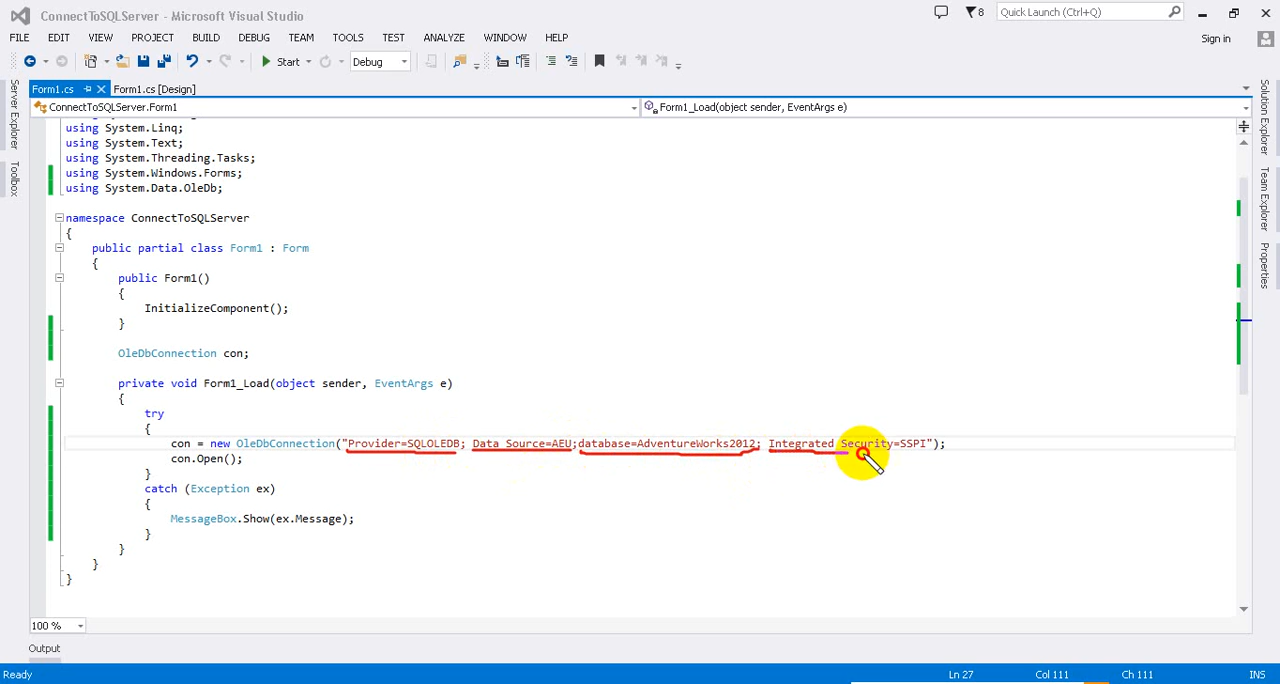 ConnectToSQLServer - Microsoft Visual Studio
8
Quick Launch (Ctrl+Q)
FILE EDIT VIEW PROJECT BUILD DEBUG TEAM TOOLS TEST ANALYZE WINDOW HELP
Sign in
Start Debug
Form1.cs Form1.cs [Design]
ConnectToSQLServer.Form1 Form1_Load(object sender, EventArgs e)
Server Explorer
Toolbox
Solution Explorer
Team Explorer
Properties
using System.Linq;
using System.Text;
using System.Threading.Tasks;
using System.Windows.Forms;
using System.Data.OleDb;
namespace ConnectToSQLServer
{
public partial class Form1 : Form
{
public Form1()
{
InitializeComponent();
}
OleDbConnection con;
private void Form1_Load(object sender, EventArgs e)
{
try
{
con = new OleDbConnection("Provider=SQLOLEDB; Data Source=AEU;database=AdventureWorks2012; Integrated Security=SSPI");
con.Open();
}
catch (Exception ex)
{
MessageBox.Show(ex.Message);
}
}
}
}
100 %
Output
Ready Ln 27 Col 111 Ch 111 INS